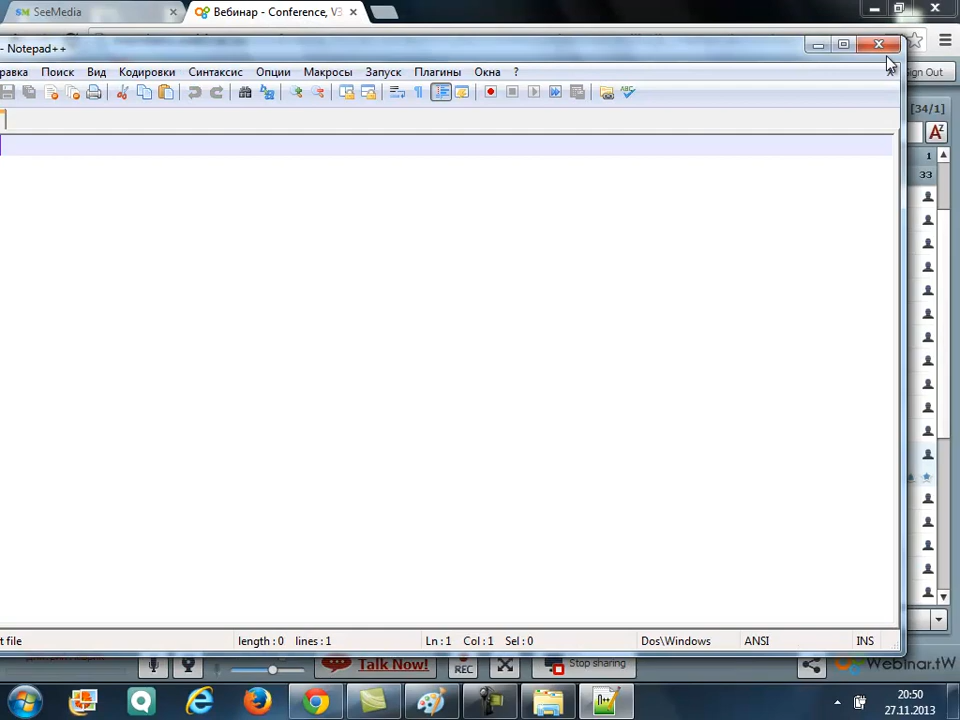 SeeMedia
Вебинар - Conference, V3
- Notepad++
равка Поиск Вид Кодировки Синтаксис Опции Макросы Запуск Плагины Окна ?
ign Out
[34/1]
1
33
t file length : 0 lines : 1 Ln : 1 Col : 1 Sel : 0 Dos\Windows ANSI INS
Talk Now! REC Stop sharing Webinar.tW
20:50
27.11.2013